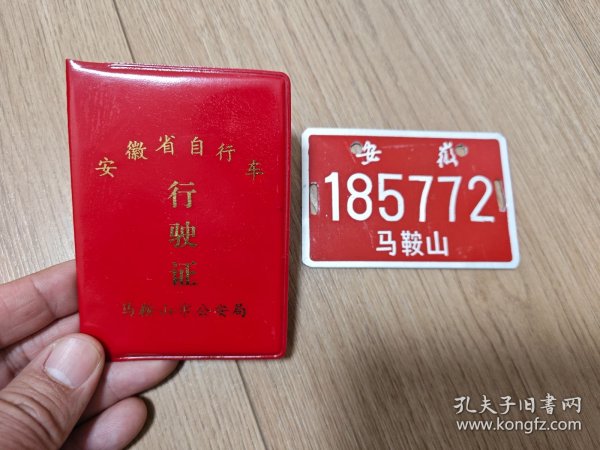 安徽省自行车
行驶证
马鞍山市公安局
安徽
185772
马鞍山
孔夫子旧书网
www.kongfz.com